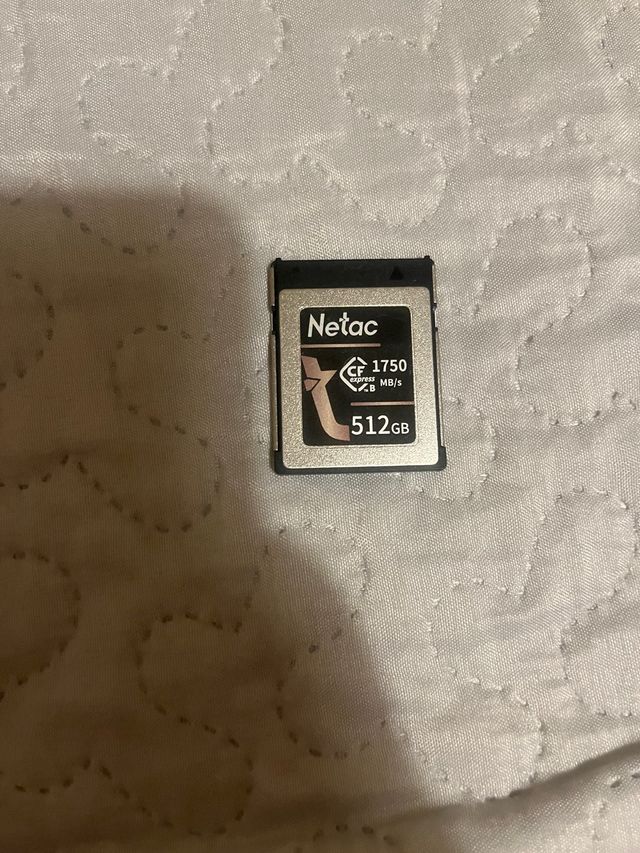 Netac
CF 1750
express MB/s
B
512GB